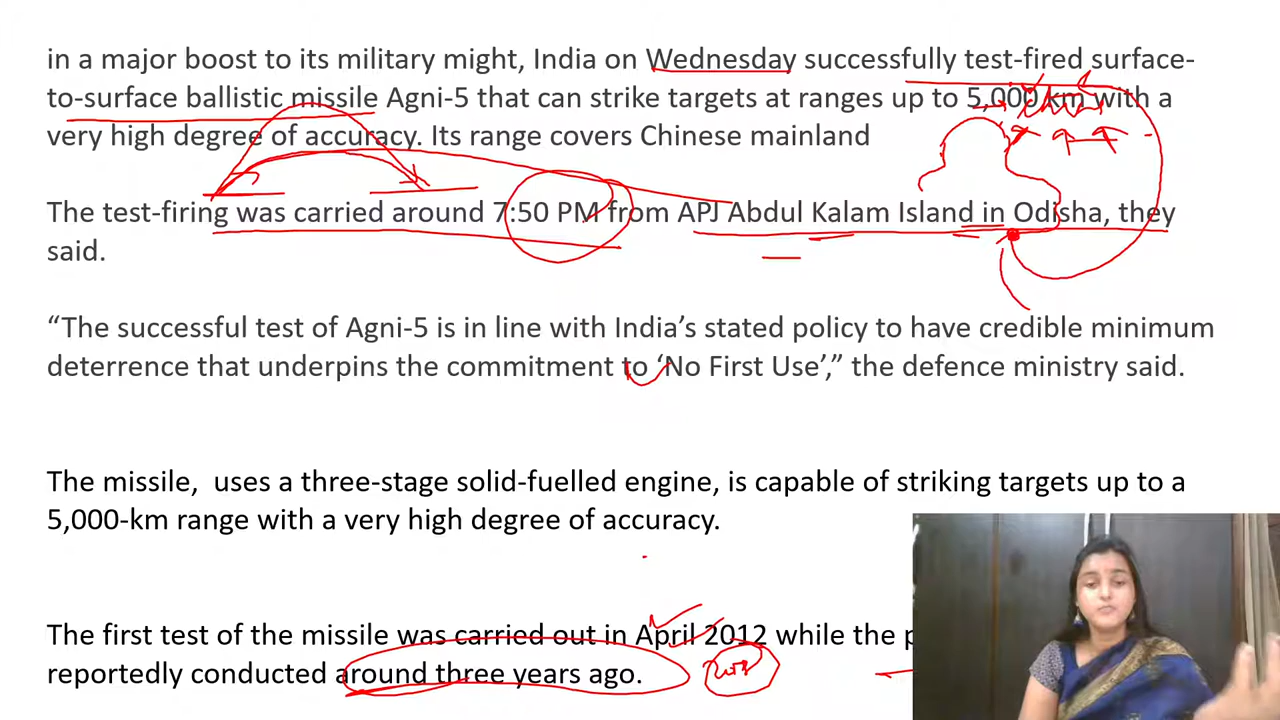 in a major boost to its military might, India on Wednesday successfully test-fired surface-
to-surface ballistic missile Agni-5 that can strike targets at ranges up to 5,000 km with a
very high degree of accuracy. Its range covers Chinese mainland
The test-firing was carried around 7:50 PM from APJ Abdul Kalam Island in Odisha, they
said.
“The successful test of Agni-5 is in line with India’s stated policy to have credible minimum
deterrence that underpins the commitment to ‘No First Use’,” the defence ministry said.
The missile,  uses a three-stage solid-fuelled engine, is capable of striking targets up to a
5,000-km range with a very high degree of accuracy.
The first test of the missile was carried out in April 2012 while the
reportedly conducted around three years ago.